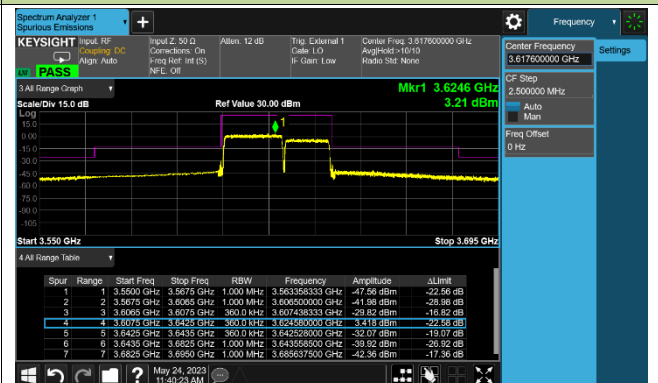 Spectrum Analyzer 1
Spurious Emissions
Frequency
KEYSIGHT
Input: RF
Coupling: DC
Align: Auto
Input Z: 50 Ω
Corrections: On
Freq Ref: Int (S)
NFE: Off
Atten: 12 dB
Trig: External 1
Gate: LO
IF Gain: Low
Center Freq: 3.617600000 GHz
Avg|Hold:>10/10
Radio Std: None
PASS
Center Frequency
3.617600000 GHz
Settings
CF Step
2.500000 MHz
Auto
Man
Freq Offset
0 Hz
3 All Range Graph
Mkr1 3.6246 GHz
3.21 dBm
Scale/Div 15.0 dB
Ref Value 30.00 dBm
Log
15.0
0.00
-15.0
-30.0
-45.0
-60.0
-75.0
-90.0
-105
1
Start 3.550 GHz
Stop 3.695 GHz
4 All Range Table
Spur Range Start Freq Stop Freq RBW Frequency Amplitude ΔLimit
1 1 3.5500 GHz 3.5675 GHz 1.000 MHz 3.563358333 GHz -47.56 dBm -22.56 dB
2 2 3.5675 GHz 3.6065 GHz 1.000 MHz 3.606500000 GHz -41.98 dBm -28.98 dB
3 3 3.6065 GHz 3.6075 GHz 360.0 kHz 3.607438333 GHz -29.82 dBm -16.82 dB
4 4 3.6075 GHz 3.6425 GHz 360.0 kHz 3.624580000 GHz 3.418 dBm -22.58 dB
5 5 3.6425 GHz 3.6435 GHz 360.0 kHz 3.642528000 GHz -32.07 dBm -19.07 dB
6 6 3.6435 GHz 3.6825 GHz 1.000 MHz 3.643558500 GHz -39.92 dBm -26.92 dB
7 7 3.6825 GHz 3.6950 GHz 1.000 MHz 3.685637500 GHz -42.36 dBm -17.36 dB
May 24, 2023
11:40:23 AM